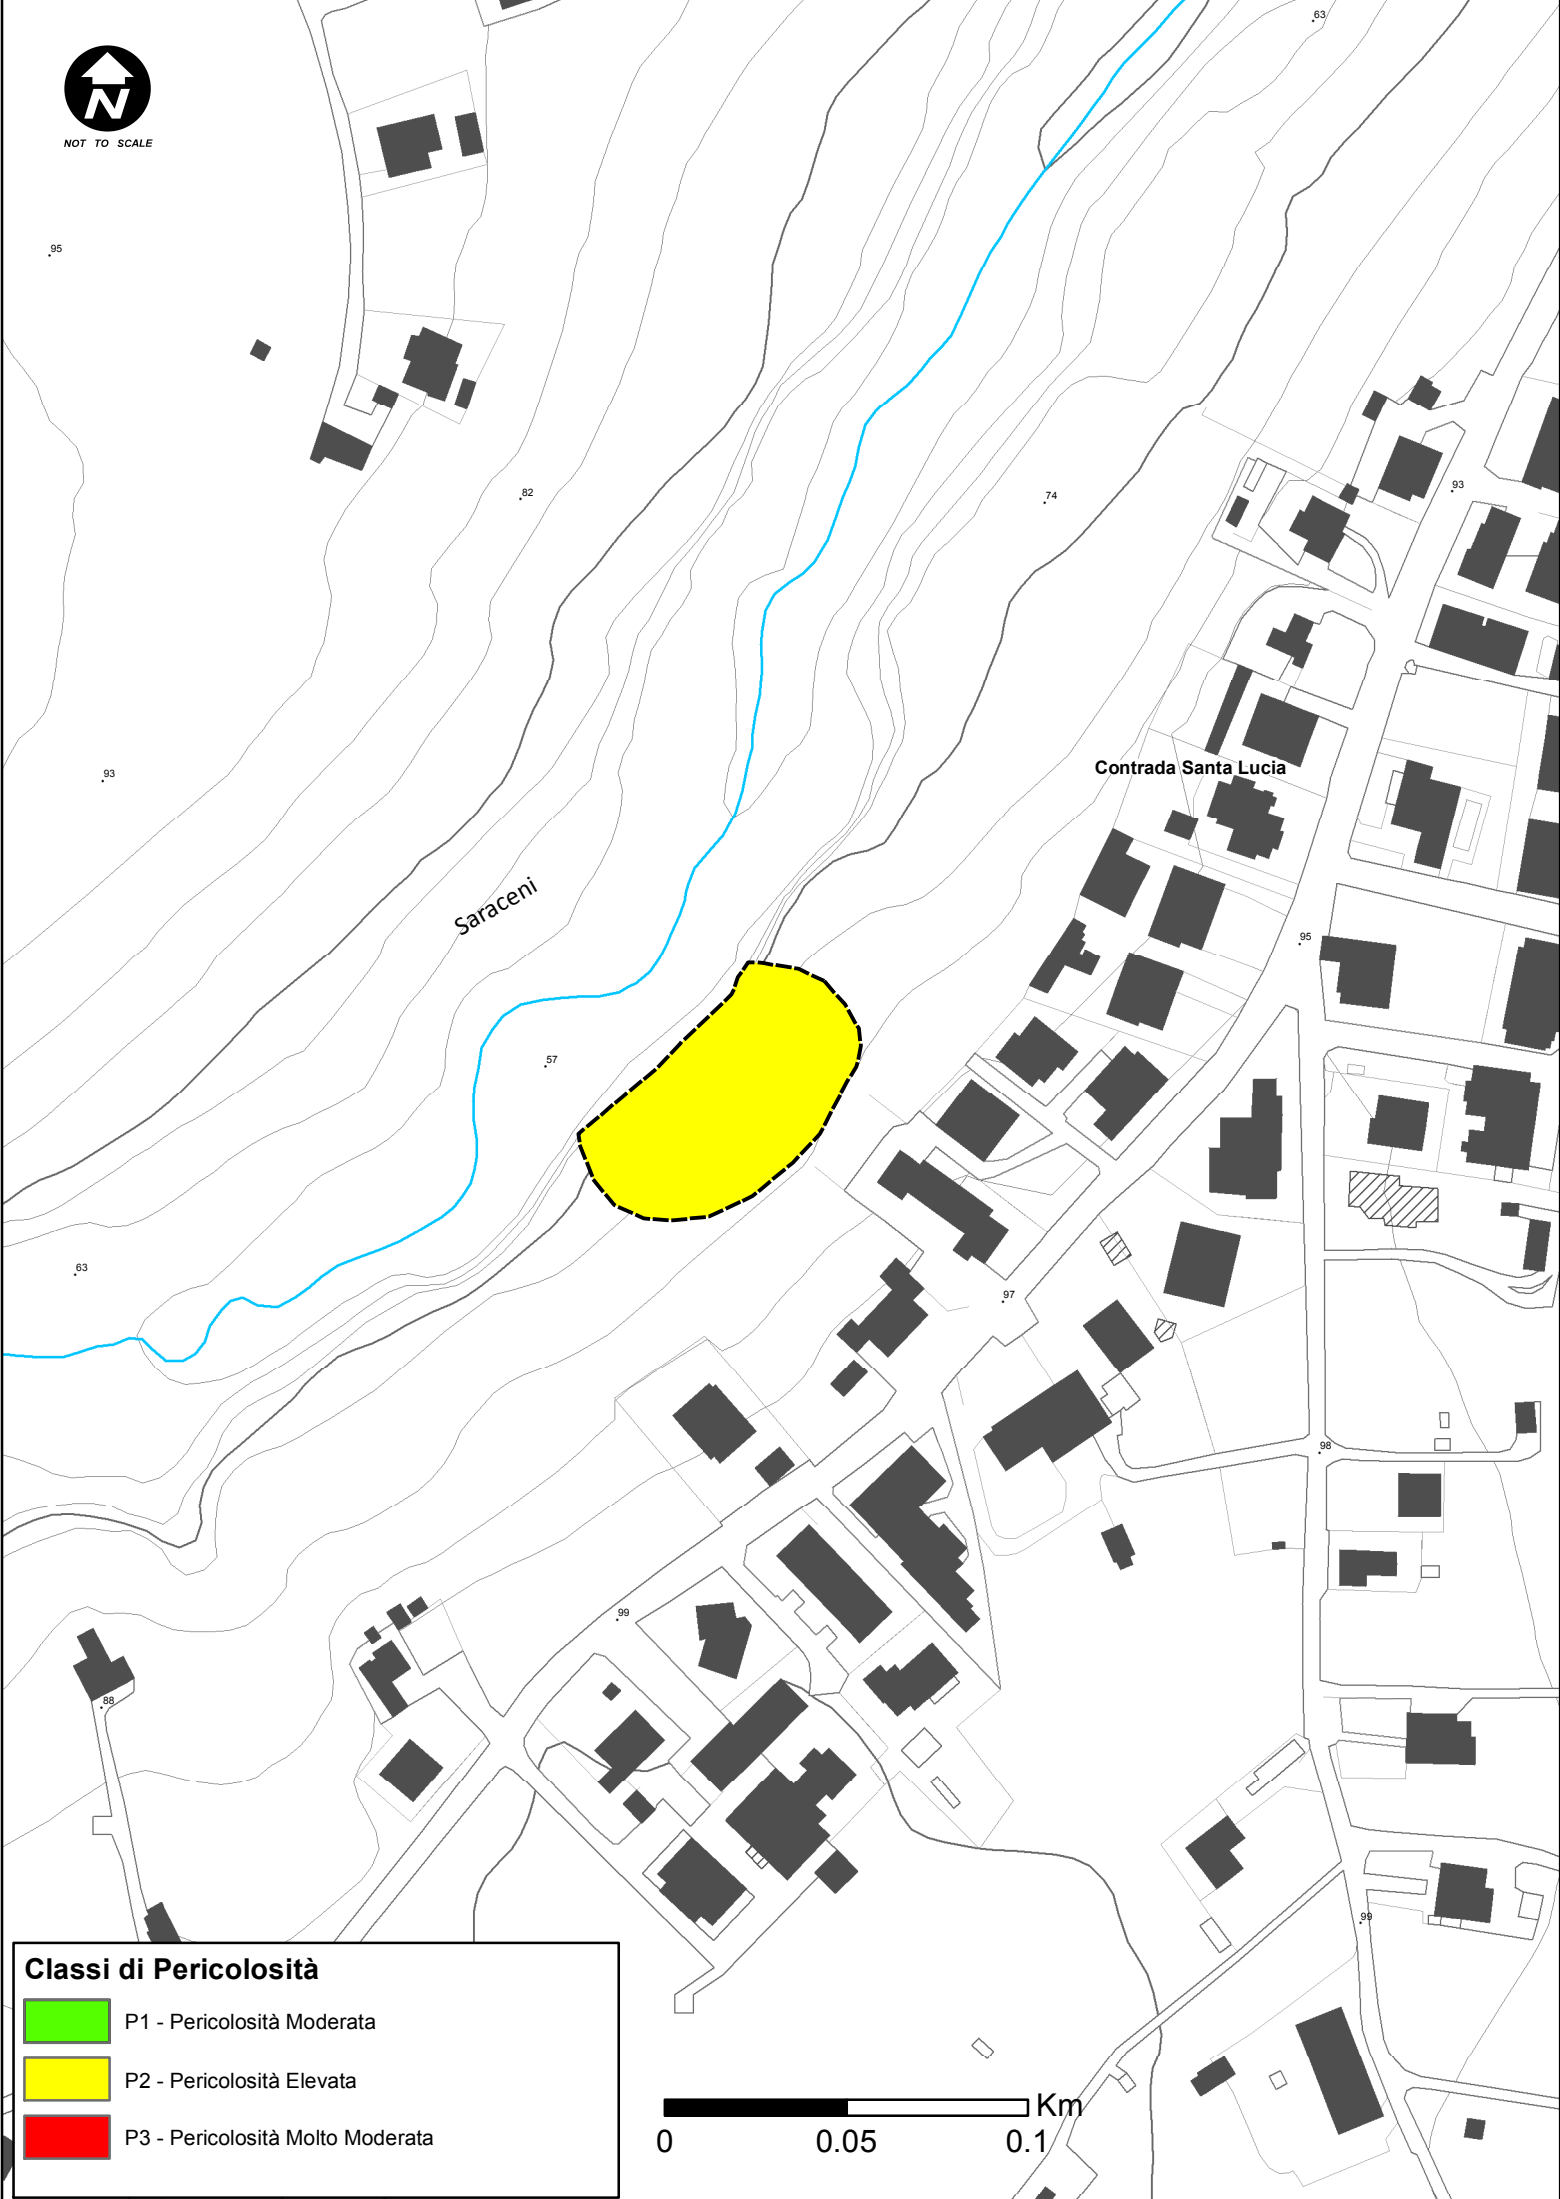 63
N
NOT TO SCALE
95
82
74
93
93
Contrada Santa Lucia
Saraceni
95
57
63
97
98
99
88
99
Classi di Pericolosità
P1 - Pericolosità Moderata
P2 - Pericolosità Elevata
P3 - Pericolosità Molto Moderata
Km
0 0.05 0.1